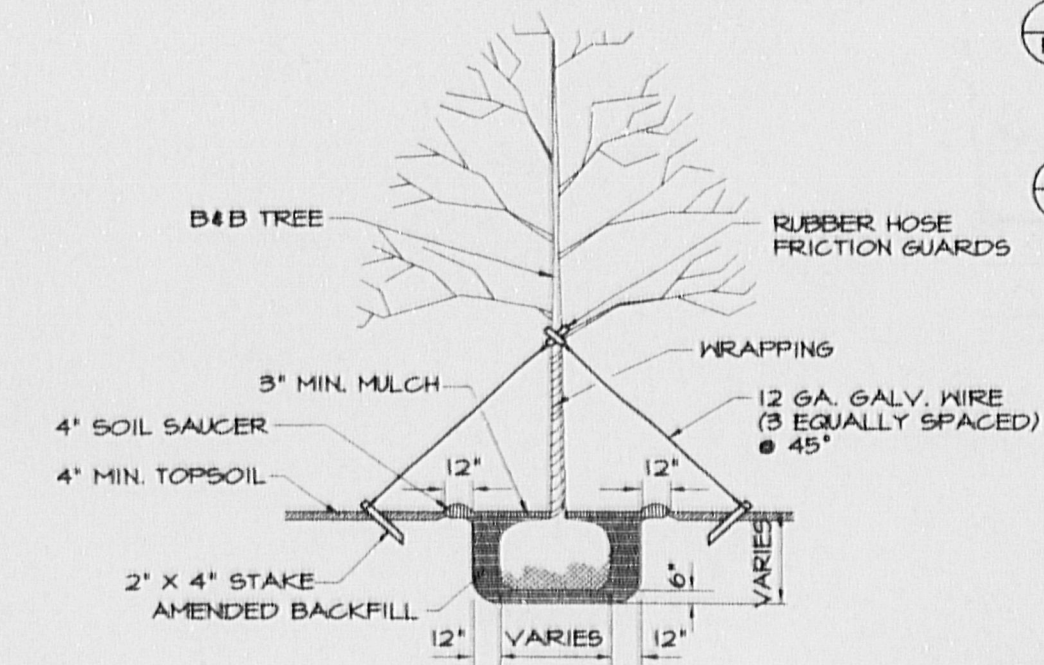 B&B TREE
RUBBER HOSE
FRICTION GUARDS
WRAPPING
3" MIN. MULCH
12 GA. GALV. WIRE
(3 EQUALLY SPACED)
@ 45°
4" SOIL SAUCER
12"
12"
4" MIN. TOPSOIL
2" X 4" STAKE
AMENDED BACKFILL
6"
VARIES
12"
VARIES
12"